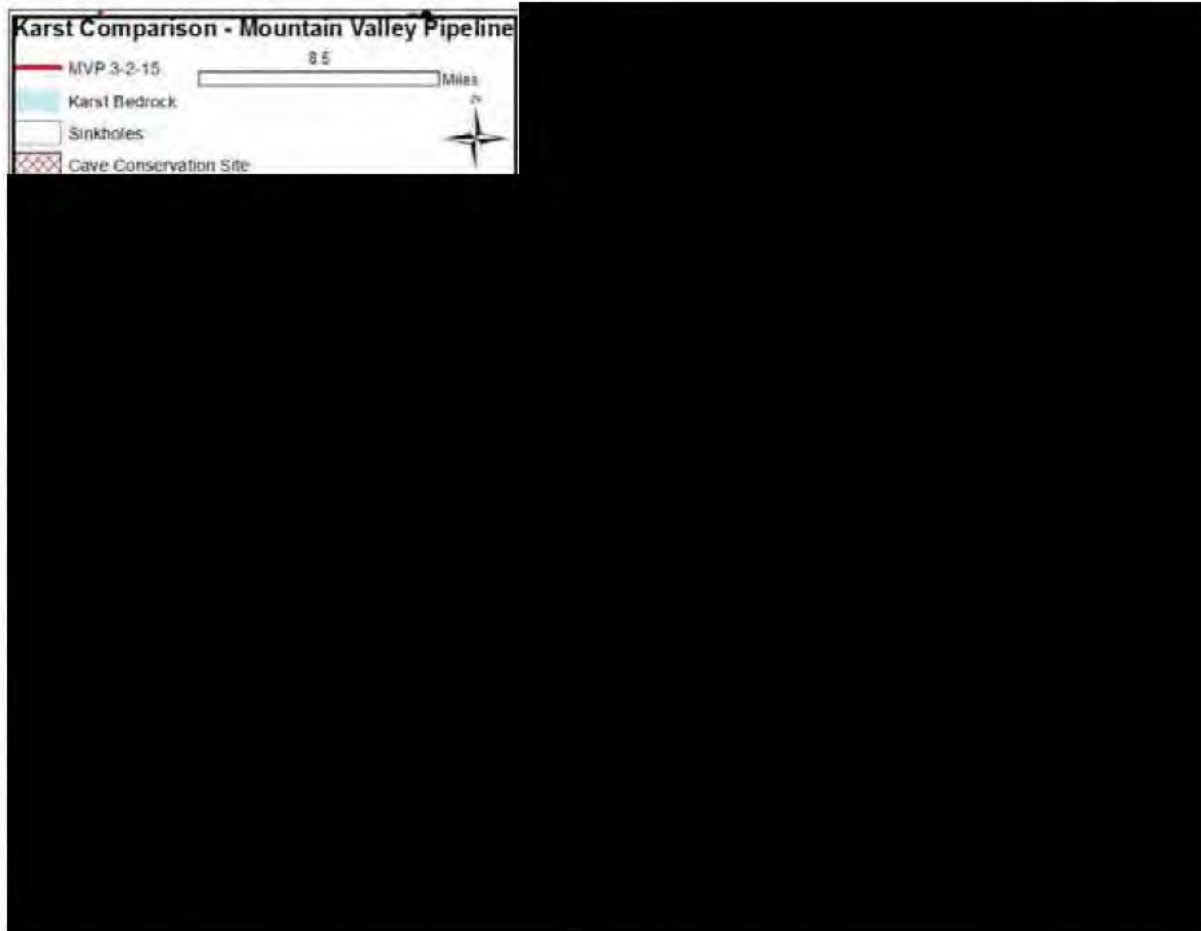 Karst Comparison - Mountain Valley Pipeline
MVP 3-2-15
8.5
Miles
Karst Bedrock
N
Sinkholes
Cave Conservation Site